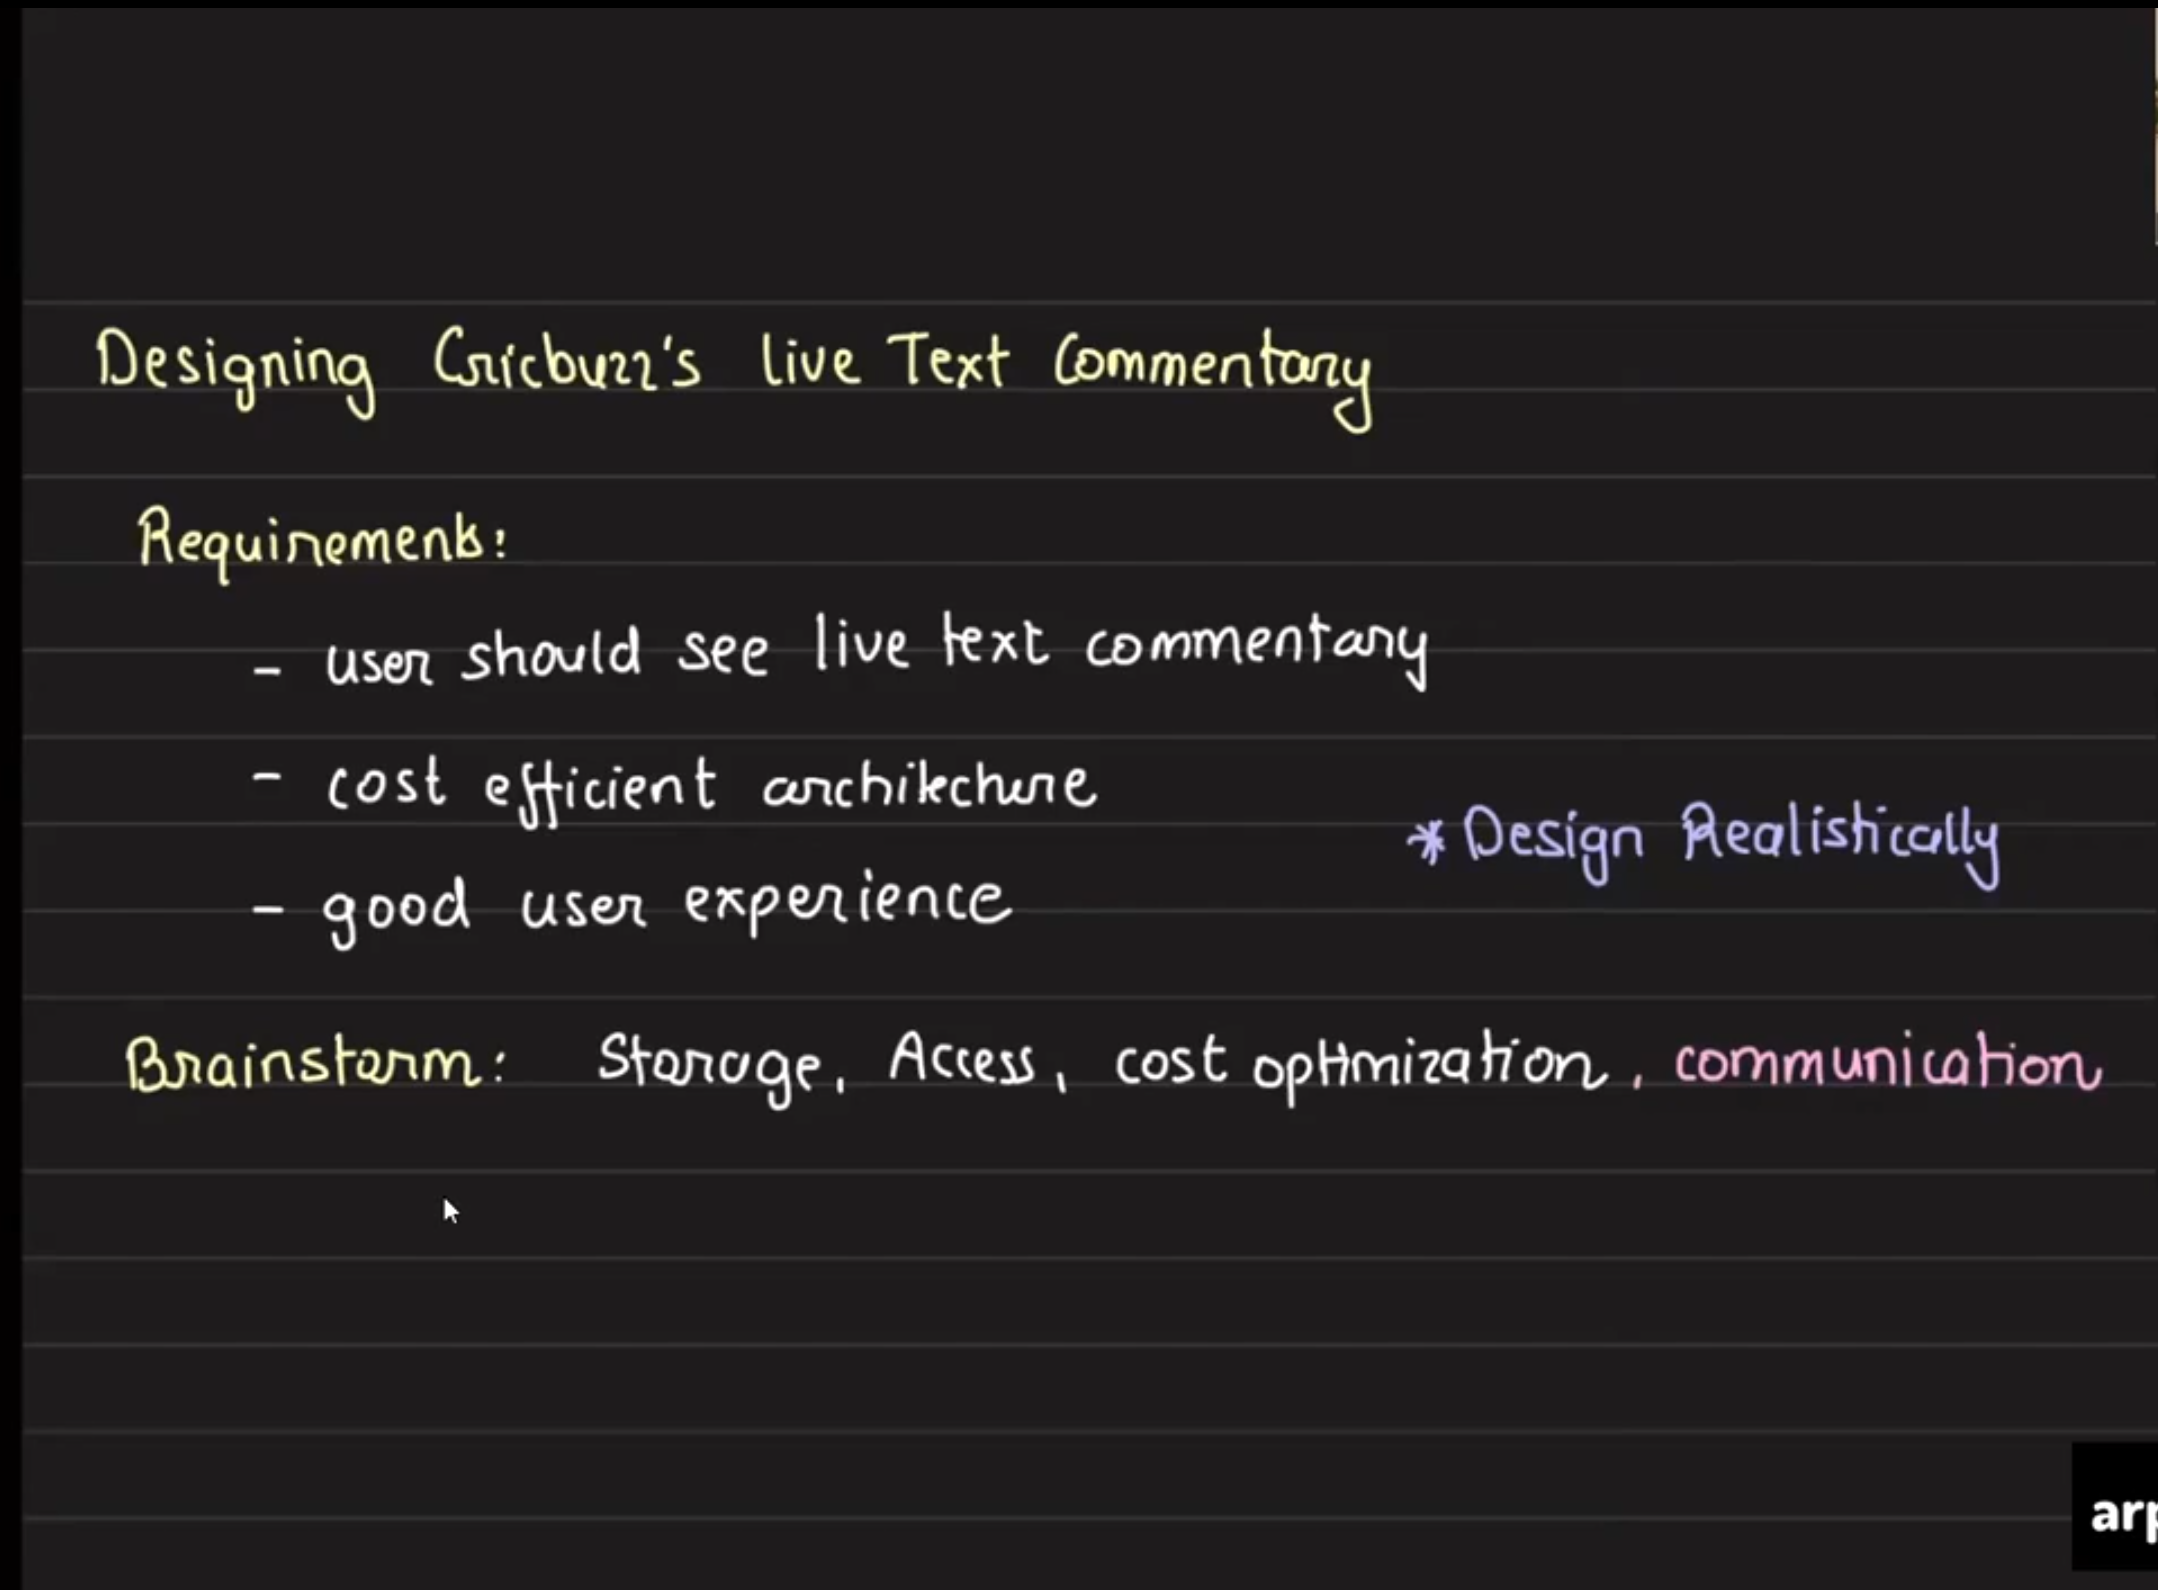 Designing Cricbuzz's live Text Commentary
Requirements:
- user should see live text commentary
- cost efficient architecture
* Design Realistically
- good user experience
Brainstorm: Storage, Access, cost optimization, communication
arp